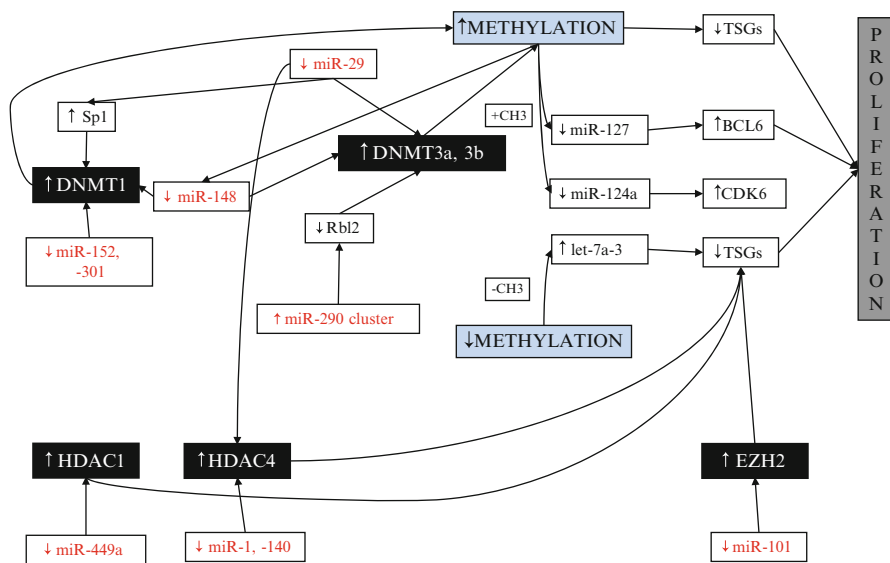 ↑METHYLATION
↓TSGs
↓ miR-29
↑ Sp1
+CH3
↓ miR-127
↑BCL6
↑ DNMT3a, 3b
↑DNMT1
↓ miR-148
↓ miR-124a
↑CDK6
↓Rbl2
↓miR-152,
-301
↑ let-7a-3
↓TSGs
-CH3
↑ miR-290 cluster
↓METHYLATION
PROLIFERATION
↑ HDAC1
↑HDAC4
↑ EZH2
↓ miR-449a
↓ miR-1, -140
↓ miR-101